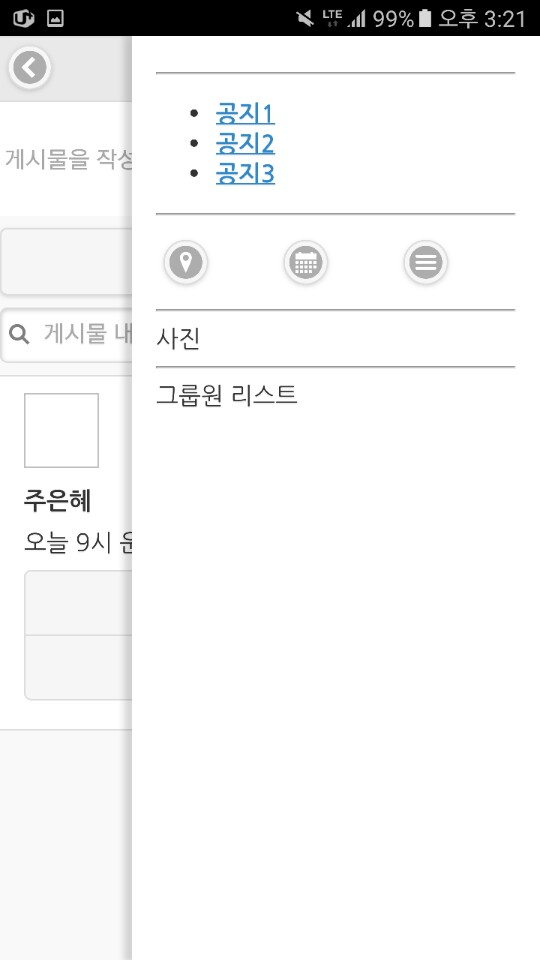 LTE 99% 오후 3:21
공지1
공지2
공지3
게시물을 작성
게시물 내
사진
그룹원 리스트
주은혜
오늘 9시